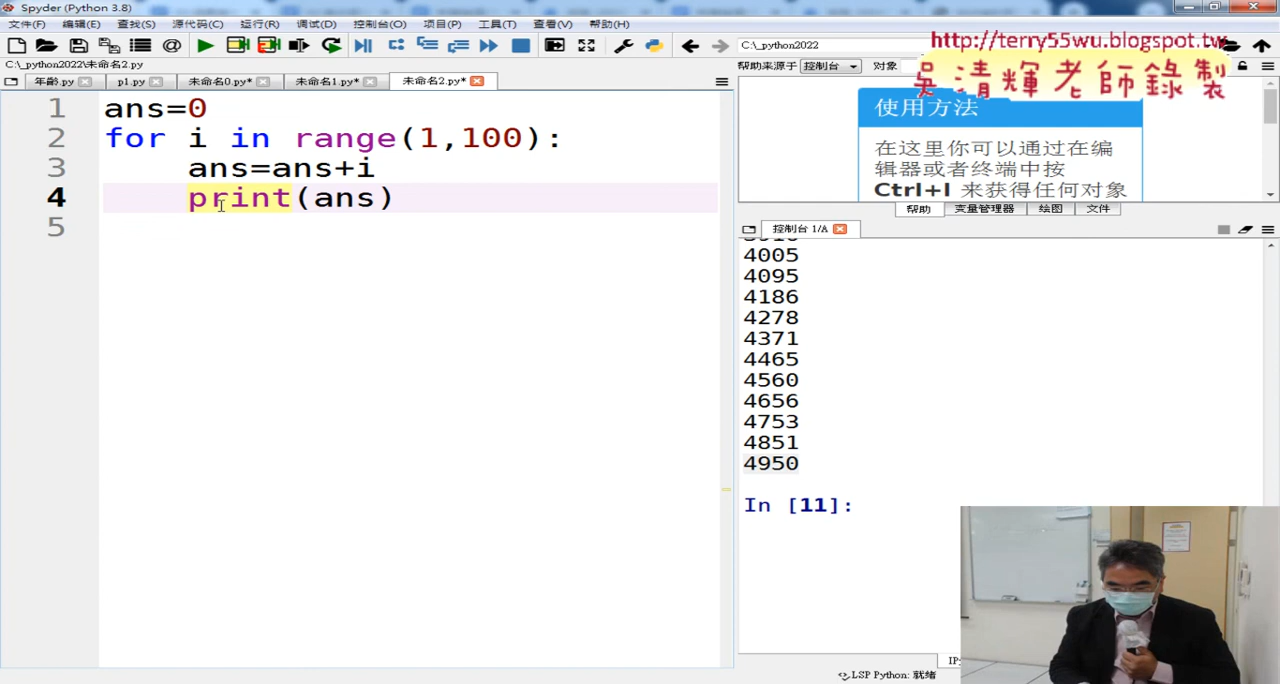 Spyder (Python 3.8)
文件(F) 编辑(E) 查找(S) 源代码(C) 运行(R) 调试(D) 控制台(O) 项目(P) 工具(T) 查看(V) 帮助(H)
C:\_python2022
http://terry55wu.blogspot.tw
C:\_python2022\未命名2.py
年龄.py p1.py 未命名0.py* 未命名1.py* 未命名2.py*
帮助来源于 控制台 对象
吳清輝老師錄製
1 ans=0
2 for i in range(1,100):
3 ans=ans+i
4 print(ans)
5
使用方法
在这里你可以通过在编
辑器或者终端中按
Ctrl+I 来获得任何对象
帮助 变量管理器 绘图 文件
控制台 1/A
4005
4095
4186
4278
4371
4465
4560
4656
4753
4851
4950
In [11]:
LSP Python: 就绪